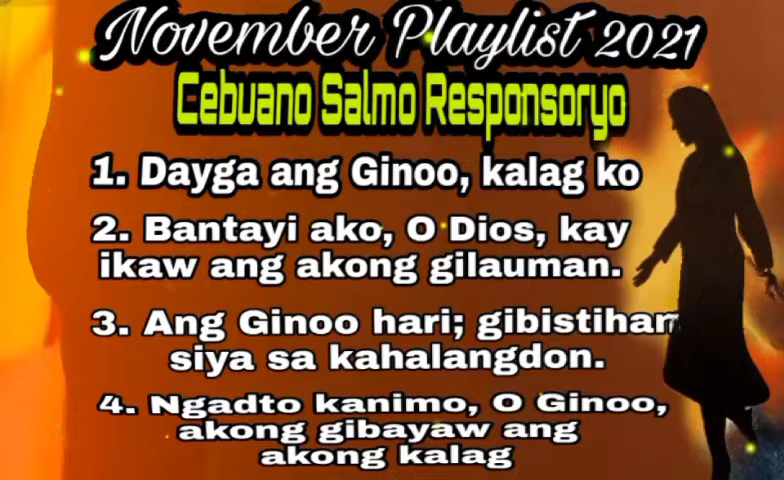 November Playlist 2021
Cebuano Salmo Responsoryo
1. Dayga ang Ginoo, kalag ko
2. Bantayi ako, O Dios, kay
ikaw ang akong gilauman.
3. Ang Ginoo hari; gibistihan
siya sa kahalangdon.
4. Ngadto kanimo, O Ginoo,
akong gibayaw ang
akong kalag